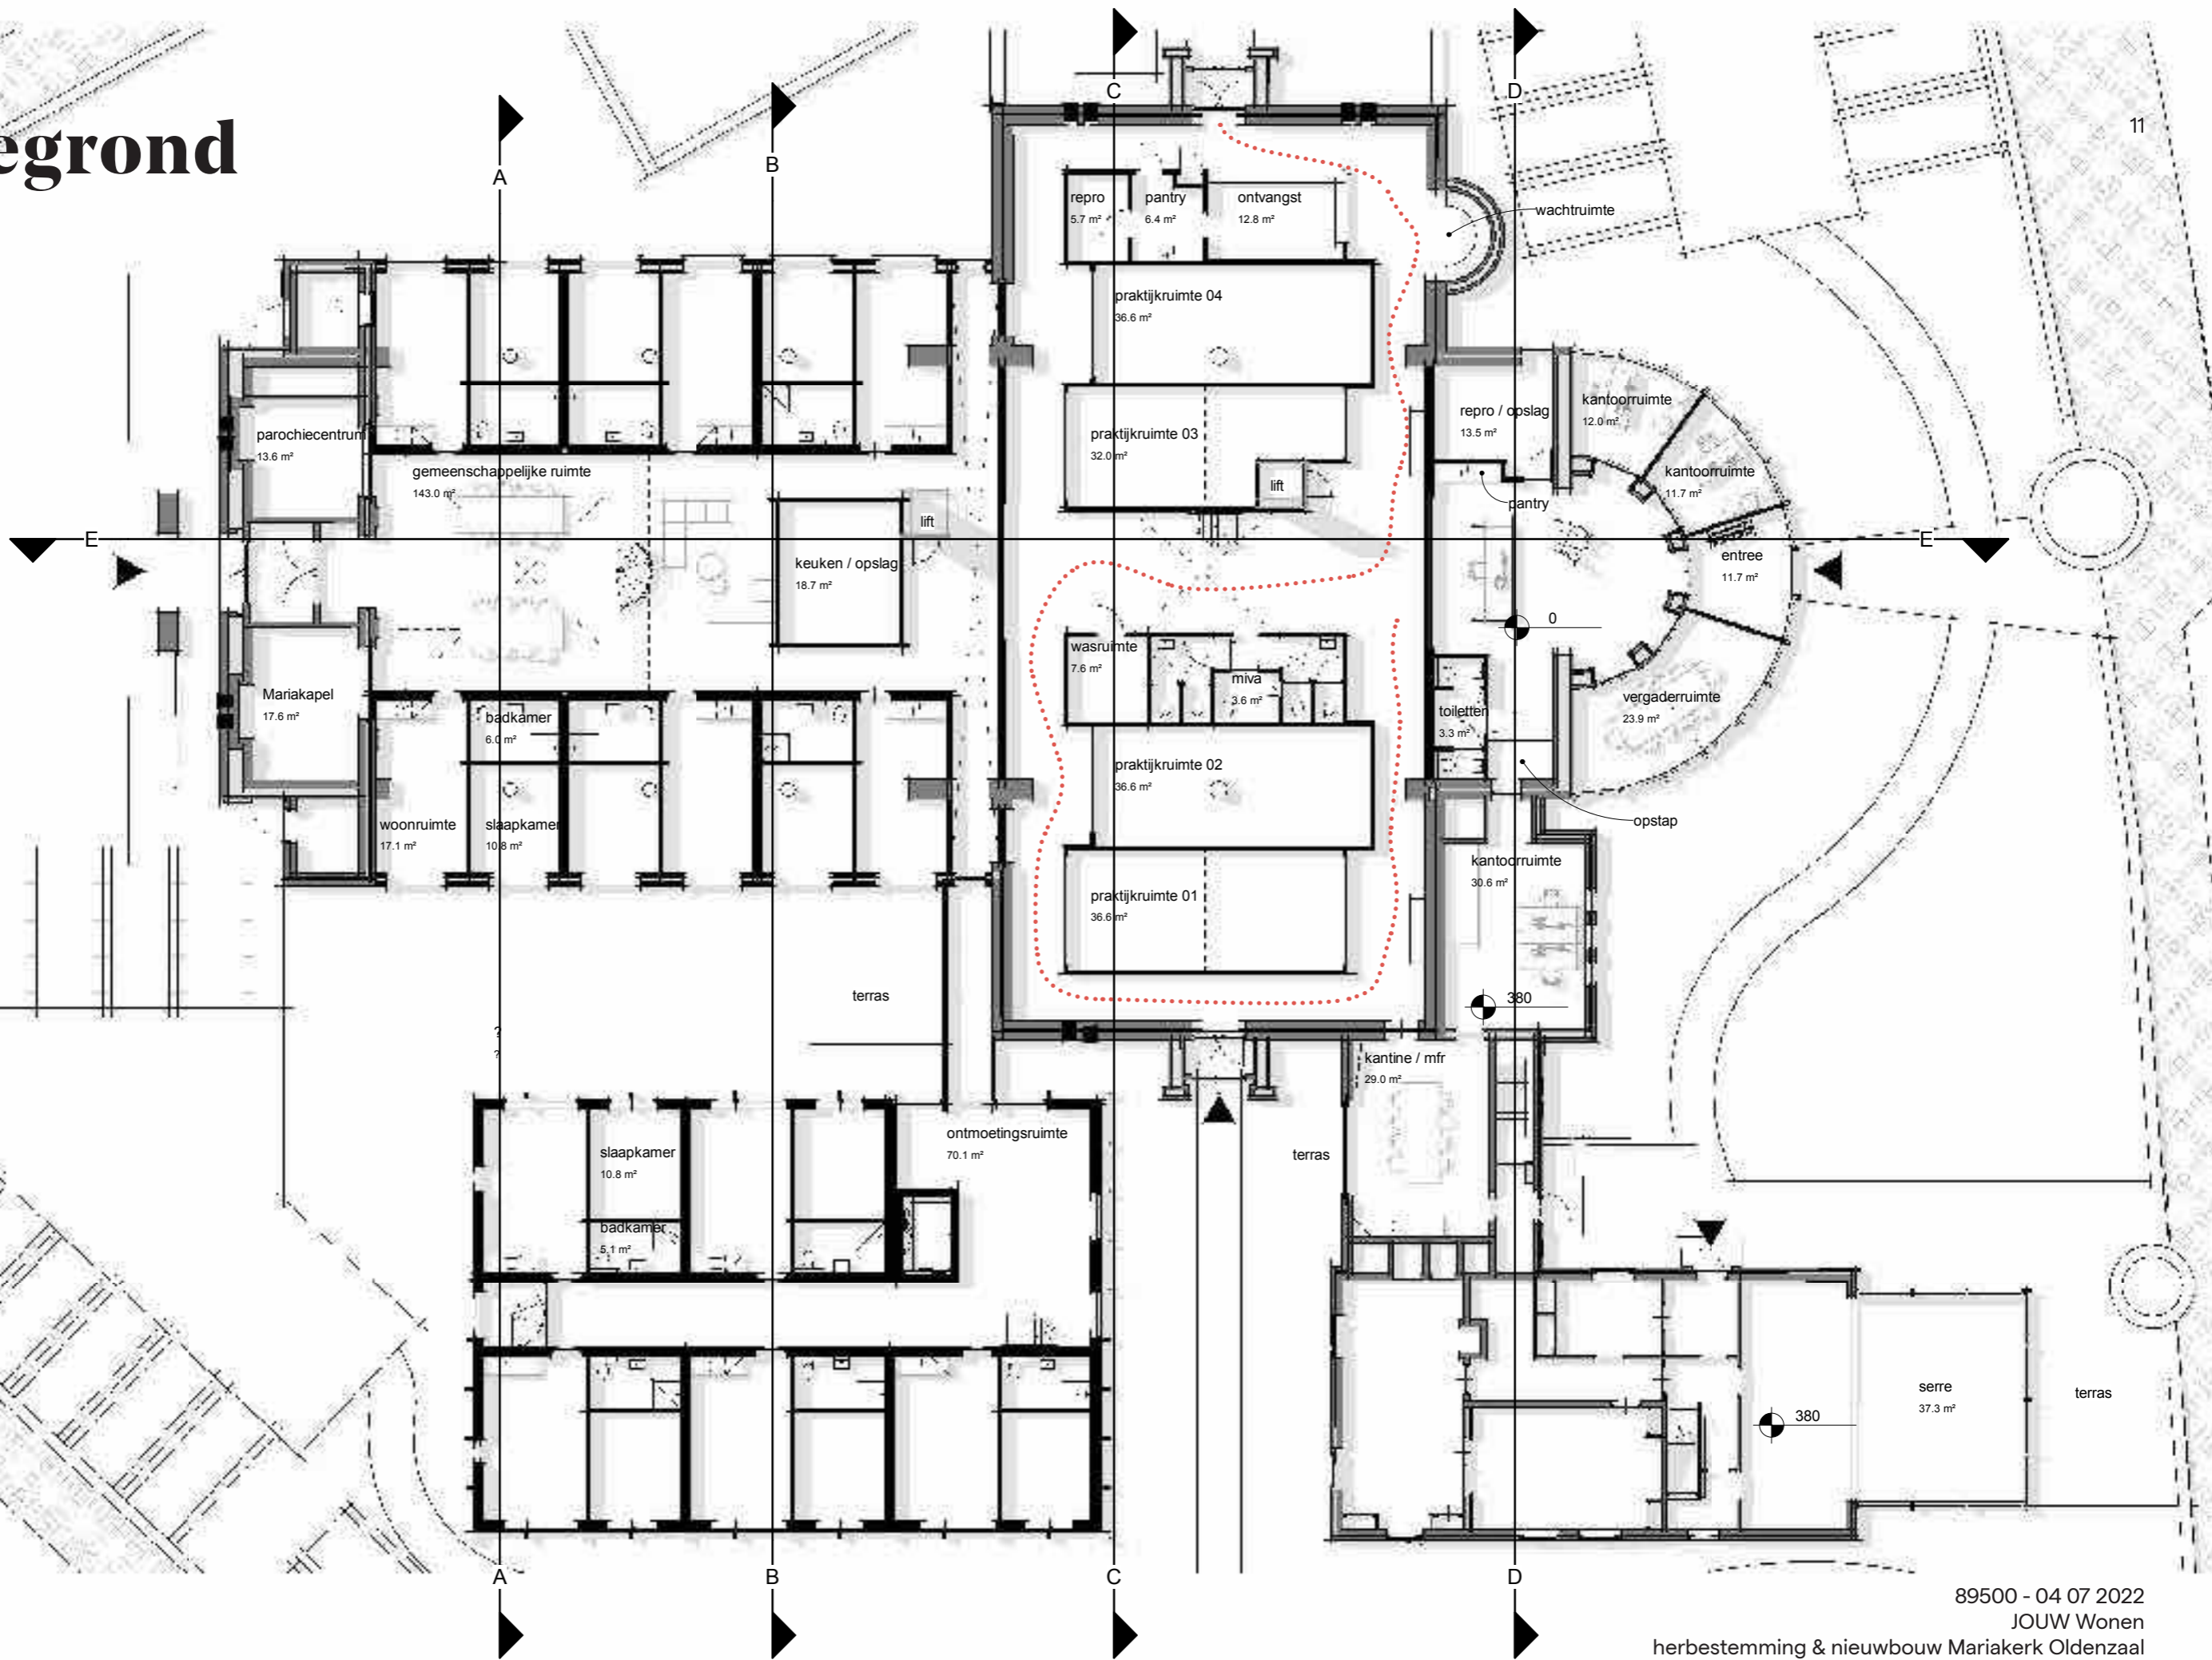 egrond
11
A
B
C
D
repro
5.7 m²
pantry
6.4 m²
ontvangst
12.8 m²
wachtruimte
praktijkruimte 04
36.6 m²
parochiecentrum
13.6 m²
gemeenschappelijke ruimte
143.0 m²
praktijkruimte 03
32.0 m²
lift
repro / opslag
13.5 m²
kantoorruimte
12.0 m²
kantoorruimte
11.7 m²
pantry
lift
E
E
keuken / opslag
18.7 m²
entree
11.7 m²
0
wasruimte
7.6 m²
miva
3.6 m²
Mariakapel
17.6 m²
badkamer
6.0 m²
toiletten
3.3 m²
vergaderruimte
23.9 m²
praktijkruimte 02
36.6 m²
woonruimte
17.1 m²
slaapkamer
10.8 m²
opstap
kantoorruimte
30.6 m²
praktijkruimte 01
36.6 m²
terras
380
?
?
kantine / mfr
29.0 m²
ontmoetingsruimte
70.1 m²
slaapkamer
10.8 m²
terras
badkamer
5.1 m²
serre
37.3 m²
terras
380
A
B
C
D
89500 - 04 07 2022
JOUW Wonen
herbestemming & nieuwbouw Mariakerk Oldenzaal